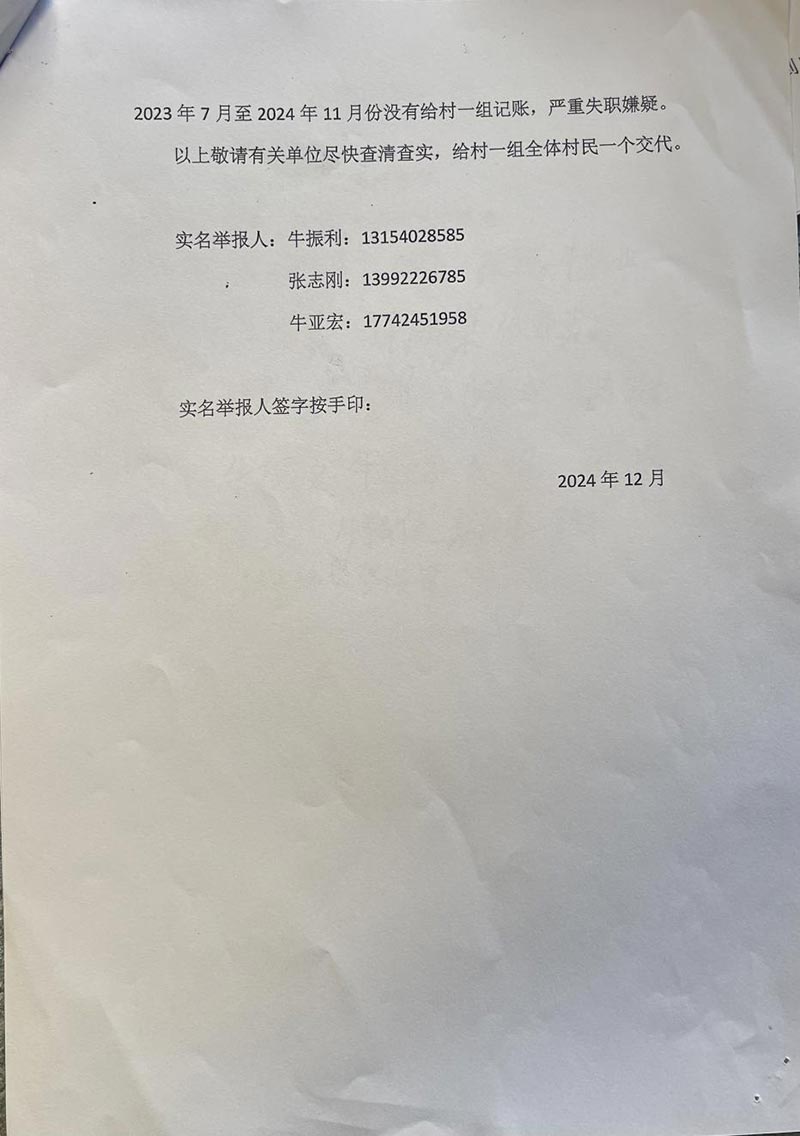 2023 年 7 月至 2024 年 11 月份没有给村一组记账，严重失职嫌疑。
以上敬请有关单位尽快查清查实，给村一组全体村民一个交代。
实名举报人：牛振利：13154028585
张志刚：13992226785
牛亚宏：17742451958
实名举报人签字按手印：
2024 年 12 月